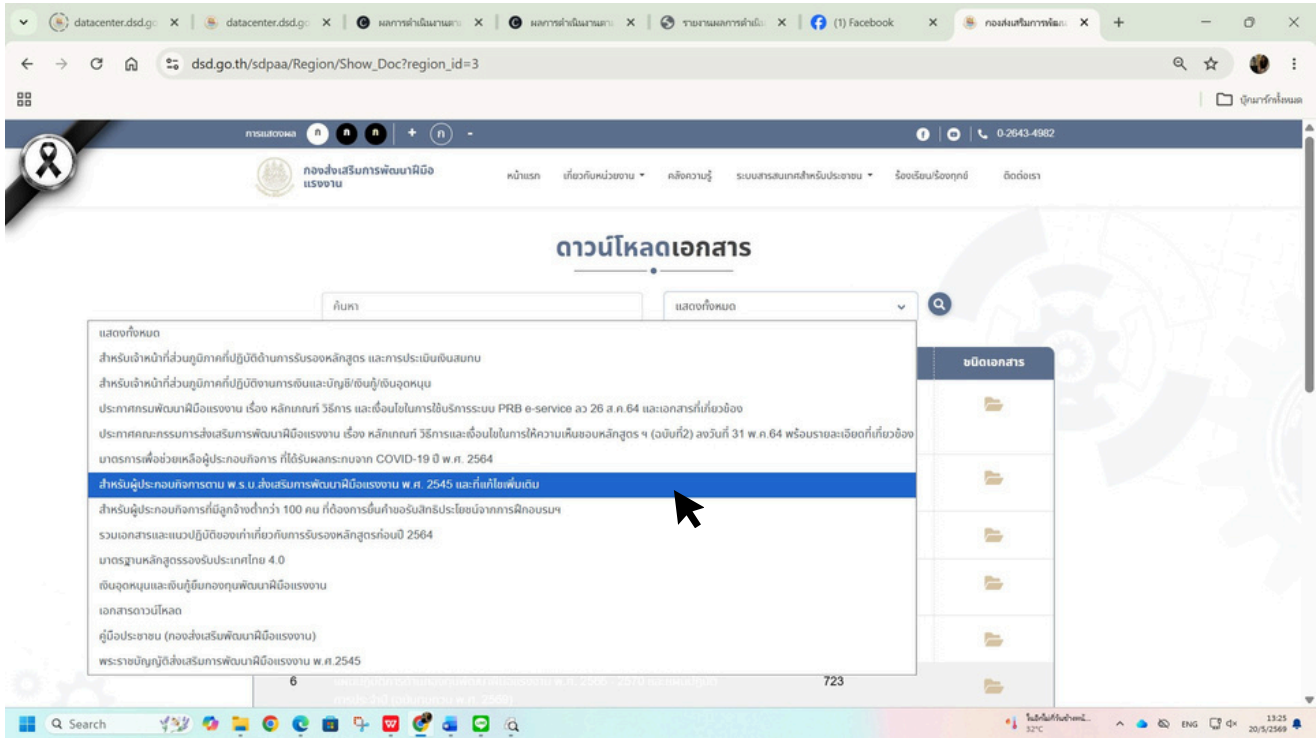 datacenter.dsd.go
datacenter.dsd.go
ผลการดำเนินงานตาม
ผลการดำเนินงานตาม
รายงานผลการดำเนิน
(1) Facebook
กองส่งเสริมการพัฒน
dsd.go.th/sdpaa/Region/Show_Doc?region_id=3
บุ๊กมาร์กทั้งหมด
การแสดงผล ก ก ก + ก -
0-2643-4982
กองส่งเสริมการพัฒนาฝีมือ
แรงงาน
หน้าแรก เกี่ยวกับหน่วยงาน คลังความรู้ ระบบสารสนเทศสำหรับประชาชน ร้องเรียน/ร้องทุกข์ ติดต่อเรา
ดาวน์โหลดเอกสาร
ค้นหา แสดงทั้งหมด
แสดงทั้งหมด
สำหรับเจ้าหน้าที่ส่วนภูมิภาคที่ปฏิบัติด้านการรับรองหลักสูตร และการประเมินเงินสมทบ
ชนิดเอกสาร
สำหรับเจ้าหน้าที่ส่วนภูมิภาคที่ปฏิบัติงานการเงินและบัญชี/เงินกู้/เงินอุดหนุน
ประกาศกรมพัฒนาฝีมือแรงงาน เรื่อง หลักเกณฑ์ วิธีการ และเงื่อนไขในการใช้บริการระบบ PRB e-service ลว 26 ส.ค.64 และเอกสารที่เกี่ยวข้อง
ประกาศคณะกรรมการส่งเสริมการพัฒนาฝีมือแรงงาน เรื่อง หลักเกณฑ์ วิธีการและเงื่อนไขในการให้ความเห็นชอบหลักสูตร ฯ (ฉบับที่2) ลงวันที่ 31 พ.ค.64 พร้อมรายละเอียดที่เกี่ยวข้อง
มาตรการเพื่อช่วยเหลือผู้ประกอบกิจการ ที่ได้รับผลกระทบจาก COVID-19 ปี พ.ศ. 2564
สำหรับผู้ประกอบกิจการตาม พ.ร.บ.ส่งเสริมการพัฒนาฝีมือแรงงาน พ.ศ. 2545 และที่แก้ไขเพิ่มเติม
สำหรับผู้ประกอบกิจการที่มีลูกจ้างต่ำกว่า 100 คน ที่ต้องการยื่นคำขอรับสิทธิประโยชน์จากการฝึกอบรมฯ
รวมเอกสารและแนวปฏิบัติของเก่าเกี่ยวกับการรับรองหลักสูตรก่อนปี 2564
มาตรฐานหลักสูตรรองรับประเทศไทย 4.0
เงินอุดหนุนและเงินกู้ยืมกองทุนพัฒนาฝีมือแรงงาน
เอกสารดาวน์โหลด
คู่มือประชาชน (กองส่งเสริมพัฒนาฝีมือแรงงาน)
พระราชบัญญัติส่งเสริมการพัฒนาฝีมือแรงงาน พ.ศ.2545
6 723
Search
32°C
ENG
13:25
20/5/2569